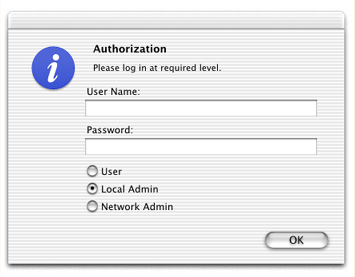 Authorization
Please log in at required level.
User Name:
Password:
User
Local Admin
Network Admin
OK